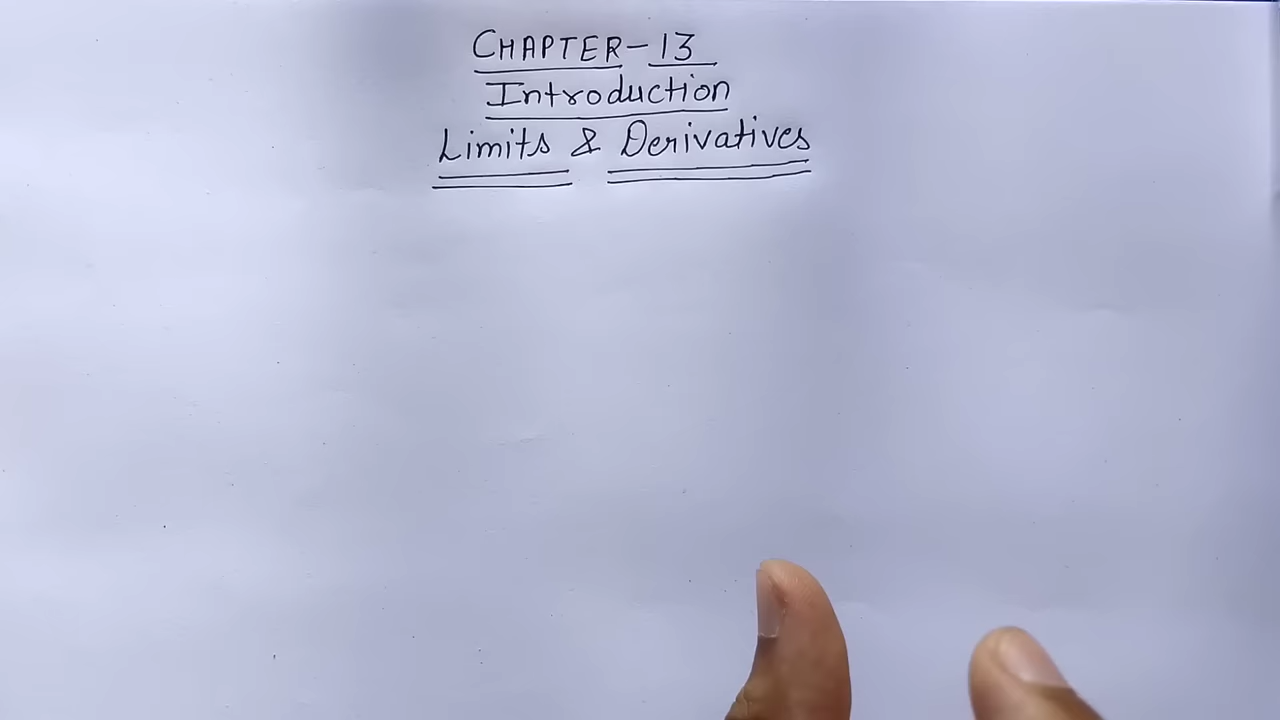 CHAPTER-13
Introduction
Limits & Derivatives